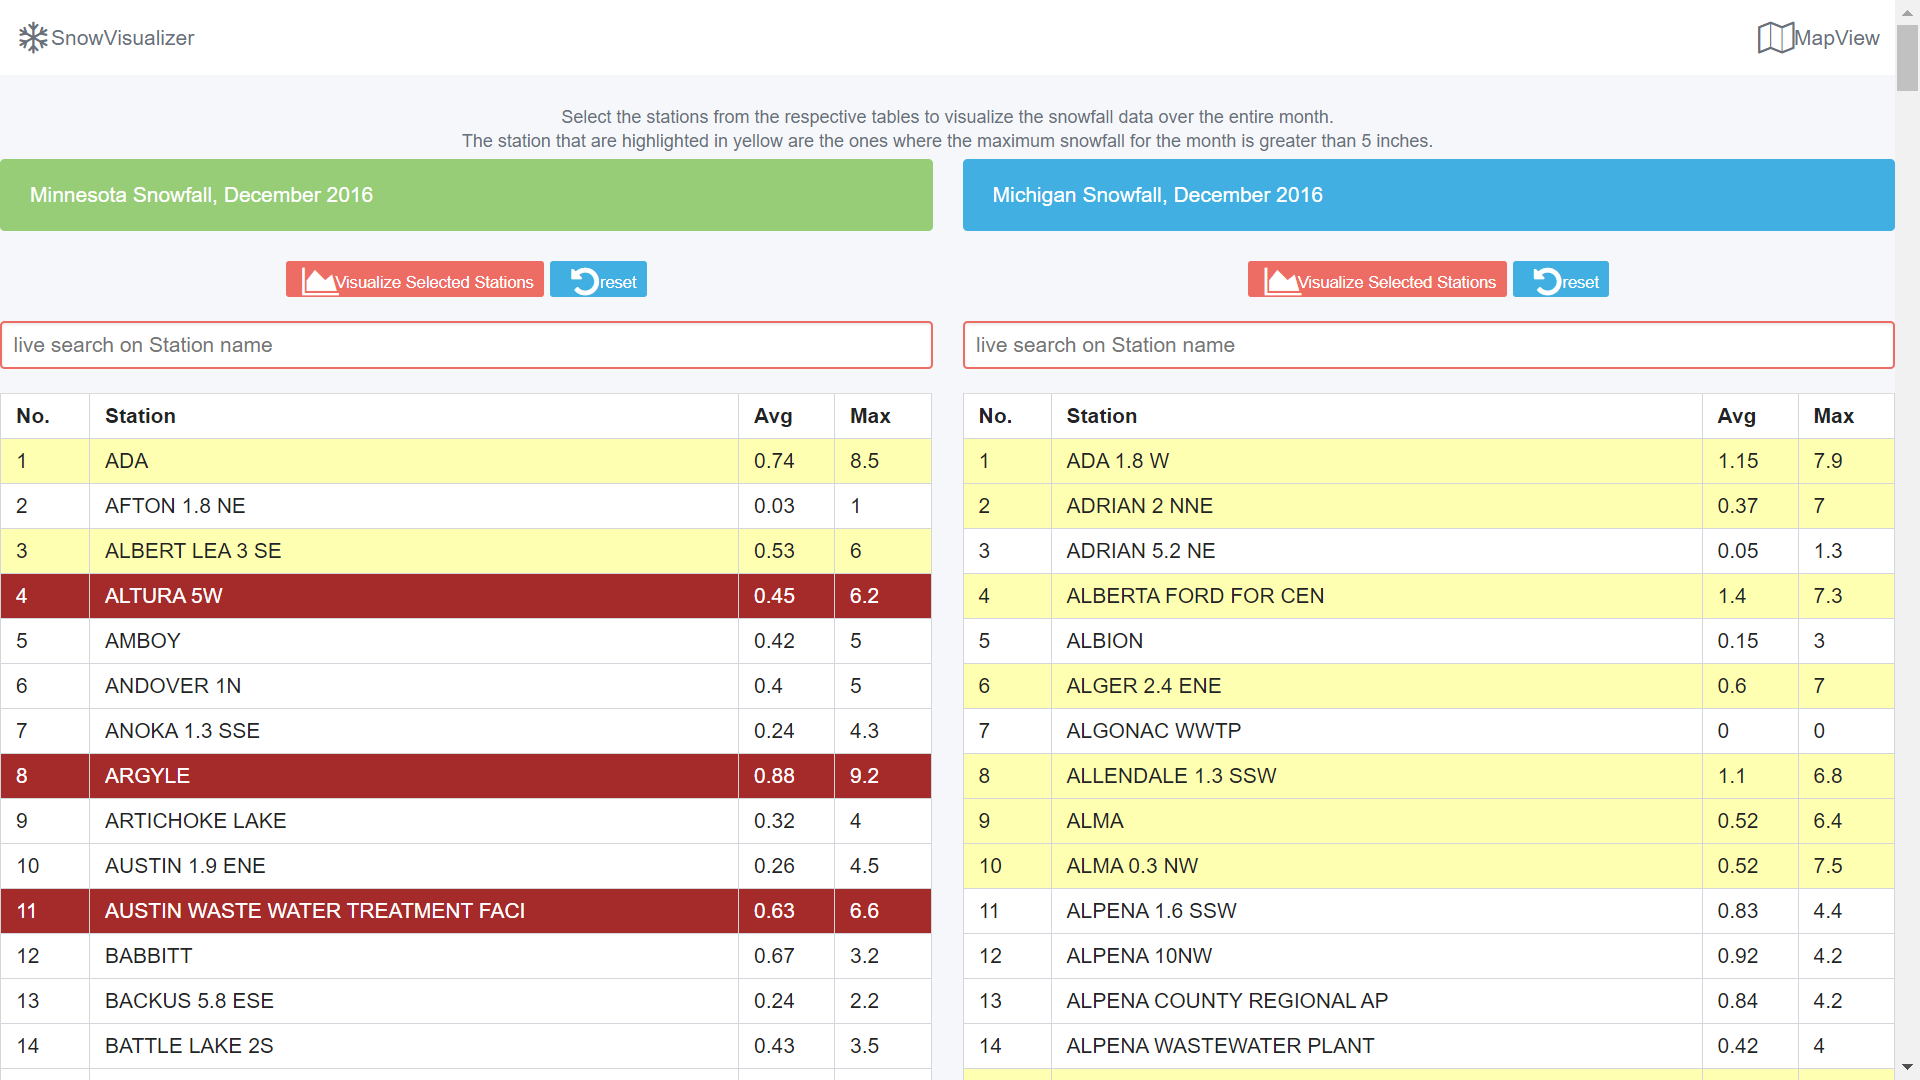 SnowVisualizer
MapView
Select the stations from the respective tables to visualize the snowfall data over the entire month.
The station that are highlighted in yellow are the ones where the maximum snowfall for the month is greater than 5 inches.
Minnesota Snowfall, December 2016
Visualize Selected Stations reset
live search on Station name
No. Station Avg Max
1 ADA 0.74 8.5
2 AFTON 1.8 NE 0.03 1
3 ALBERT LEA 3 SE 0.53 6
4 ALTURA 5W 0.45 6.2
5 AMBOY 0.42 5
6 ANDOVER 1N 0.4 5
7 ANOKA 1.3 SSE 0.24 4.3
8 ARGYLE 0.88 9.2
9 ARTICHOKE LAKE 0.32 4
10 AUSTIN 1.9 ENE 0.26 4.5
11 AUSTIN WASTE WATER TREATMENT FACI 0.63 6.6
12 BABBITT 0.67 3.2
13 BACKUS 5.8 ESE 0.24 2.2
14 BATTLE LAKE 2S 0.43 3.5
Michigan Snowfall, December 2016
Visualize Selected Stations reset
live search on Station name
No. Station Avg Max
1 ADA 1.8 W 1.15 7.9
2 ADRIAN 2 NNE 0.37 7
3 ADRIAN 5.2 NE 0.05 1.3
4 ALBERTA FORD FOR CEN 1.4 7.3
5 ALBION 0.15 3
6 ALGER 2.4 ENE 0.6 7
7 ALGONAC WWTP 0 0
8 ALLENDALE 1.3 SSW 1.1 6.8
9 ALMA 0.52 6.4
10 ALMA 0.3 NW 0.52 7.5
11 ALPENA 1.6 SSW 0.83 4.4
12 ALPENA 10NW 0.92 4.2
13 ALPENA COUNTY REGIONAL AP 0.84 4.2
14 ALPENA WASTEWATER PLANT 0.42 4